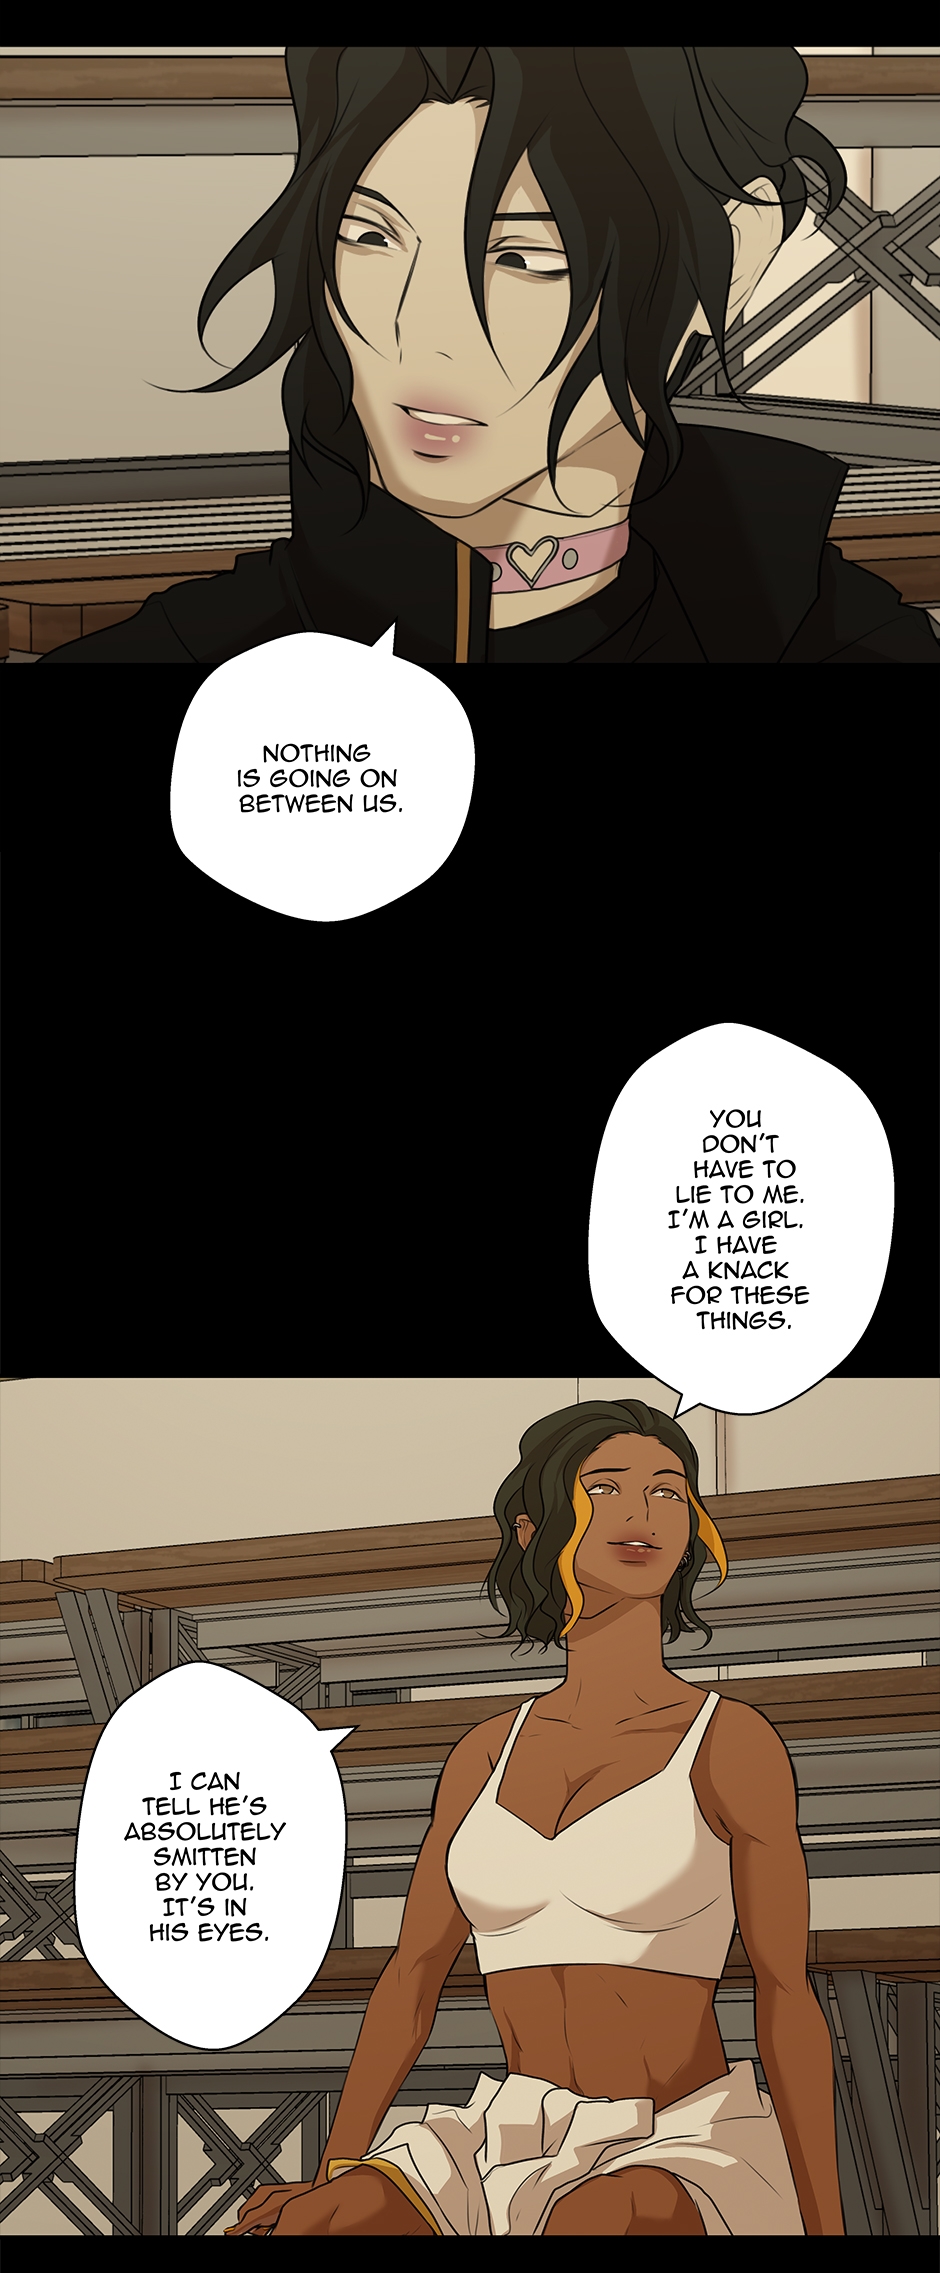 NOTHING
IS GOING ON
BETWEEN US.
YOU
DON'T
HAVE TO
LIE TO ME.
I'M A GIRL.
I HAVE
A KNACK
FOR THESE
THINGS.
I CAN
TELL HE'S
ABSOLUTELY
SMITTEN
BY YOU.
IT'S IN
HIS EYES.